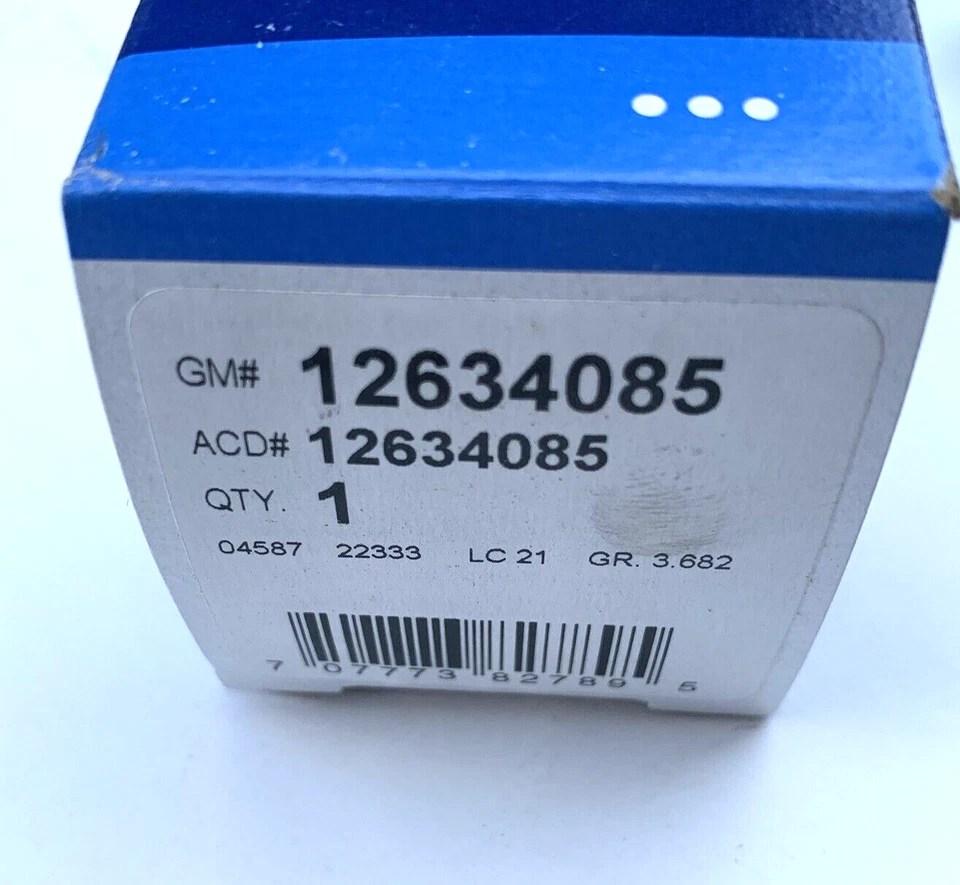 GM# 12634085
ACD# 12634085
QTY. 1
04587 22333 LC 21 GR. 3.682
7 07773 82789 5